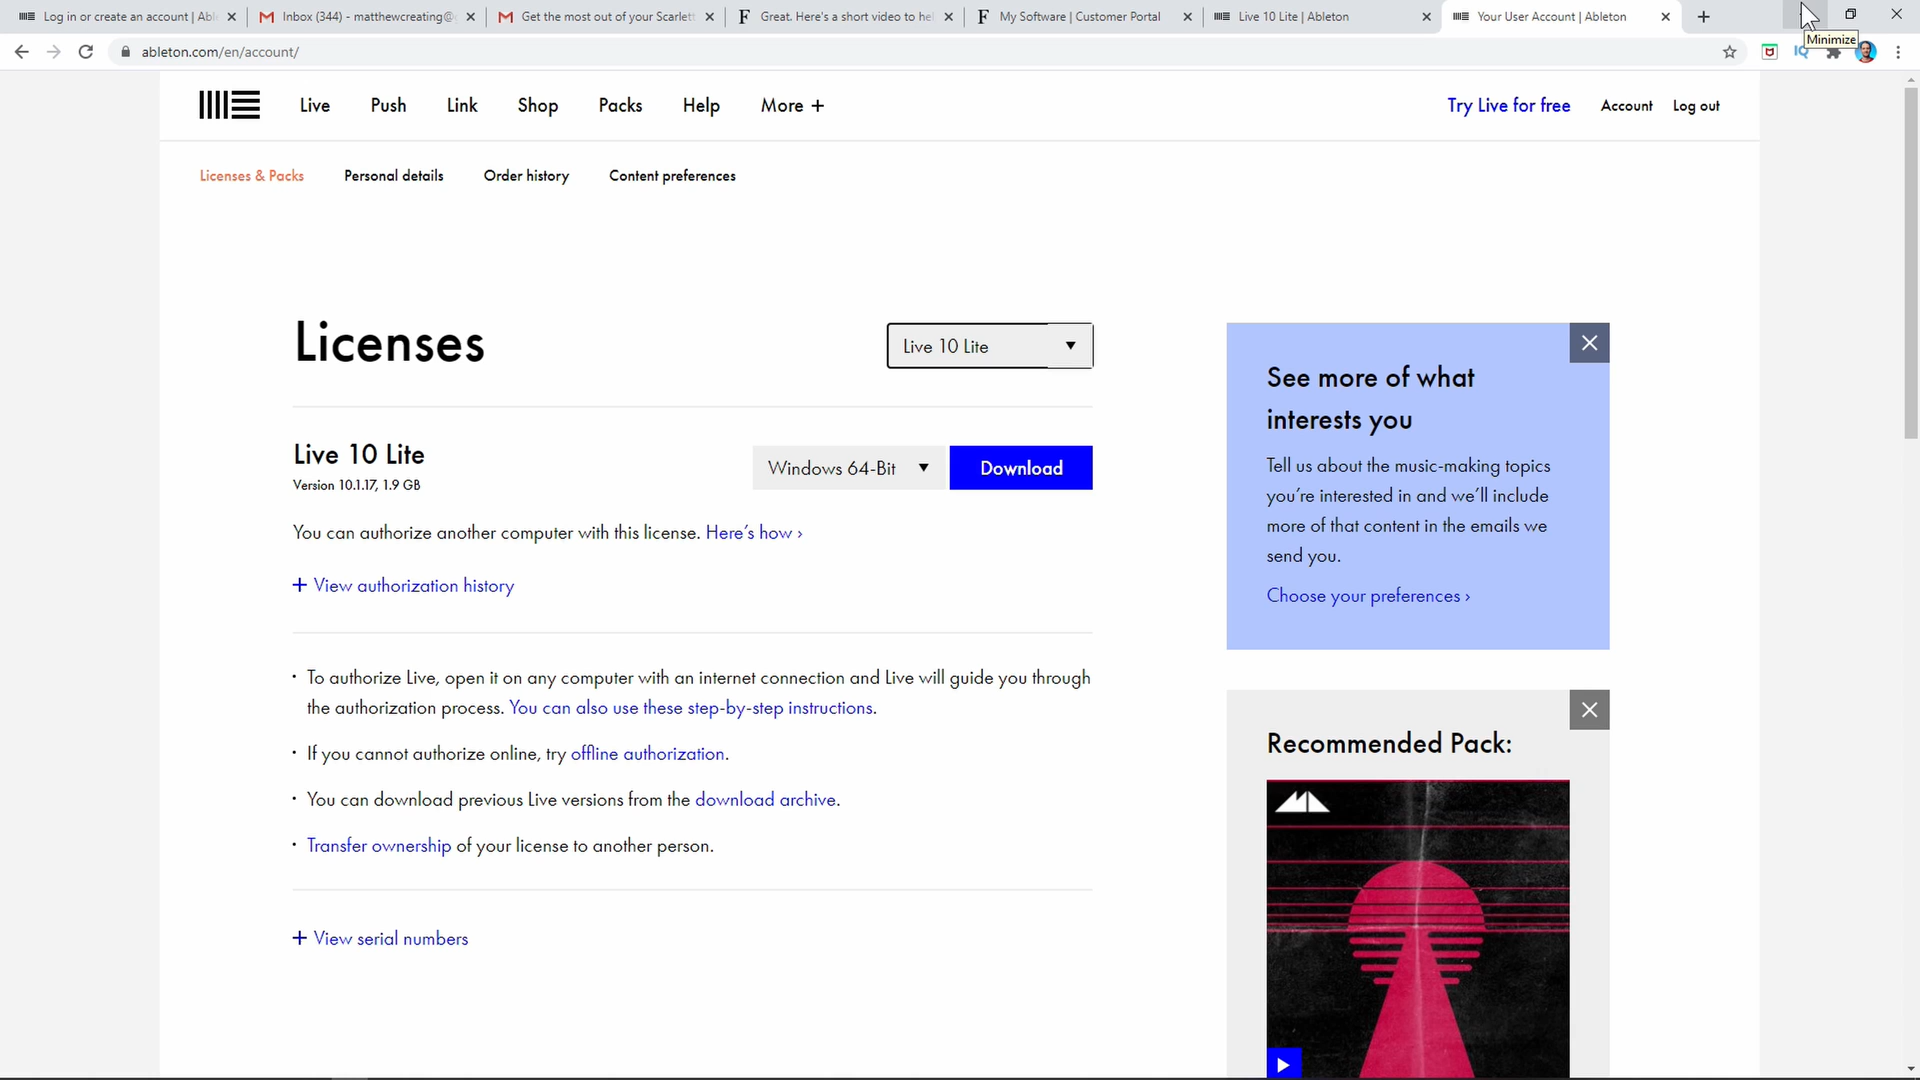 Log in or create an account | Abl
Inbox (344) - matthewcreating@
Get the most out of your Scarlett
Great. Here's a short video to hel
My Software | Customer Portal
Live 10 Lite | Ableton
Your User Account | Ableton
Minimize
ableton.com/en/account/
Live
Push
Link
Shop
Packs
Help
More +
Try Live for free
Account
Log out
Licenses & Packs
Personal details
Order history
Content preferences
Licenses
Live 10 Lite
Live 10 Lite
Version 10.1.17, 1.9 GB
Windows 64-Bit
Download
You can authorize another computer with this license. Here's how ›
+ View authorization history
· To authorize Live, open it on any computer with an internet connection and Live will guide you through
the authorization process. You can also use these step-by-step instructions.
· If you cannot authorize online, try offline authorization.
· You can download previous Live versions from the download archive.
· Transfer ownership of your license to another person.
+ View serial numbers
See more of what
interests you
Tell us about the music-making topics
you're interested in and we'll include
more of that content in the emails we
send you.
Choose your preferences ›
Recommended Pack: